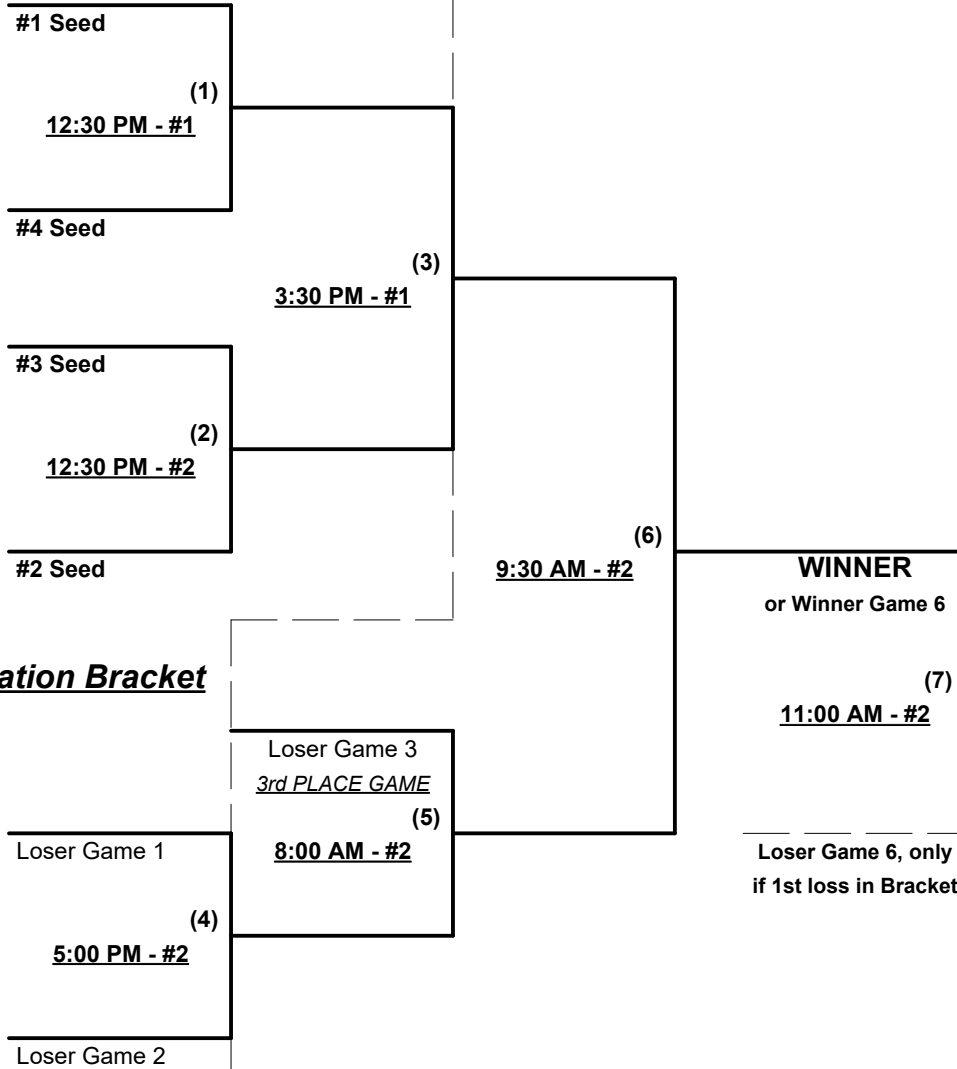 #1 Seed
(1)
12:30 PM - #1
#4 Seed
(3)
3:30 PM - #1
#3 Seed
(2)
12:30 PM - #2
#2 Seed
(6)
9:30 AM - #2
WINNER
or Winner Game 6
ation Bracket
(7)
11:00 AM - #2
Loser Game 3
3rd PLACE GAME
(5)
8:00 AM - #2
Loser Game 1
Loser Game 6, only
if 1st loss in Bracket
(4)
5:00 PM - #2
Loser Game 2